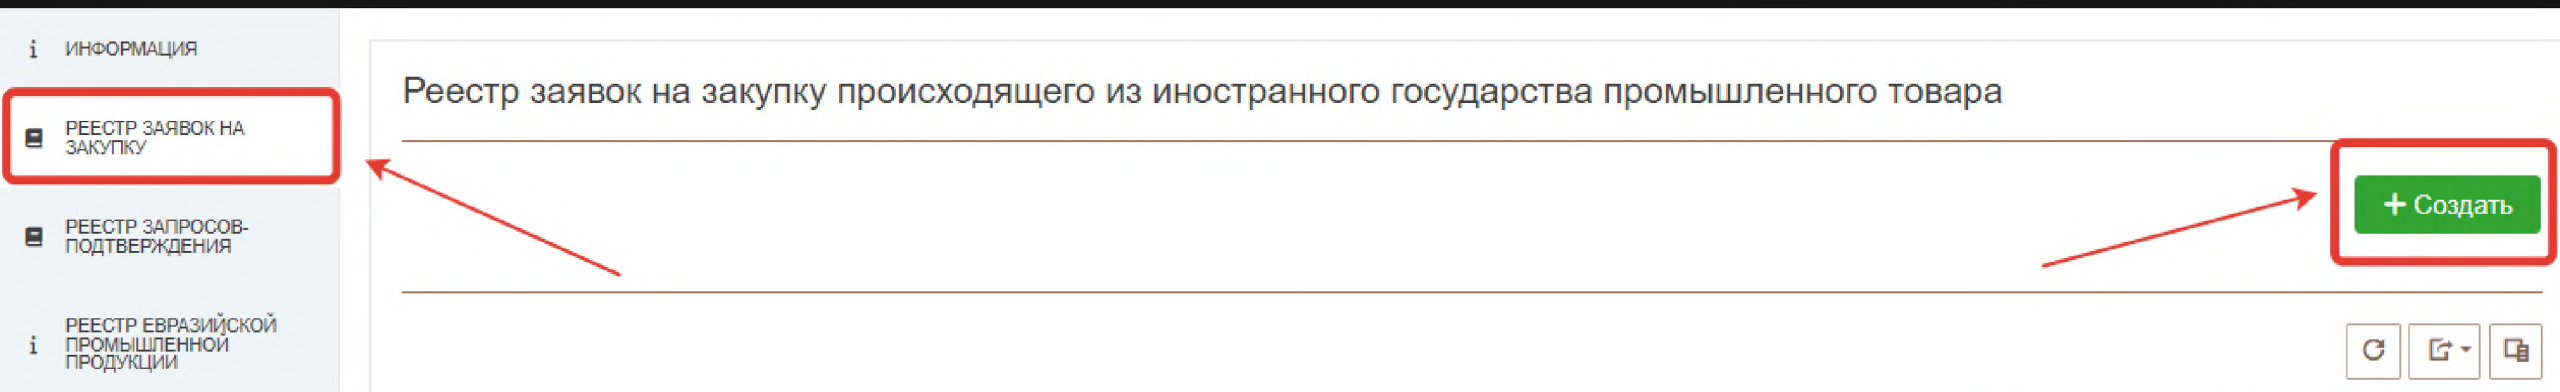 ИНФОРМАЦИЯ
РЕЕСТР ЗАЯВОК НА
ЗАКУПКУ
РЕЕСТР ЗАПРОСОВ-
ПОДТВЕРЖДЕНИЯ
РЕЕСТР ЕВРАЗИЙСКОЙ
ПРОМЫШЛЕННОЙ
ПРОДУКЦИИ
Реестр заявок на закупку происходящего из иностранного государства промышленного товара
+ Создать